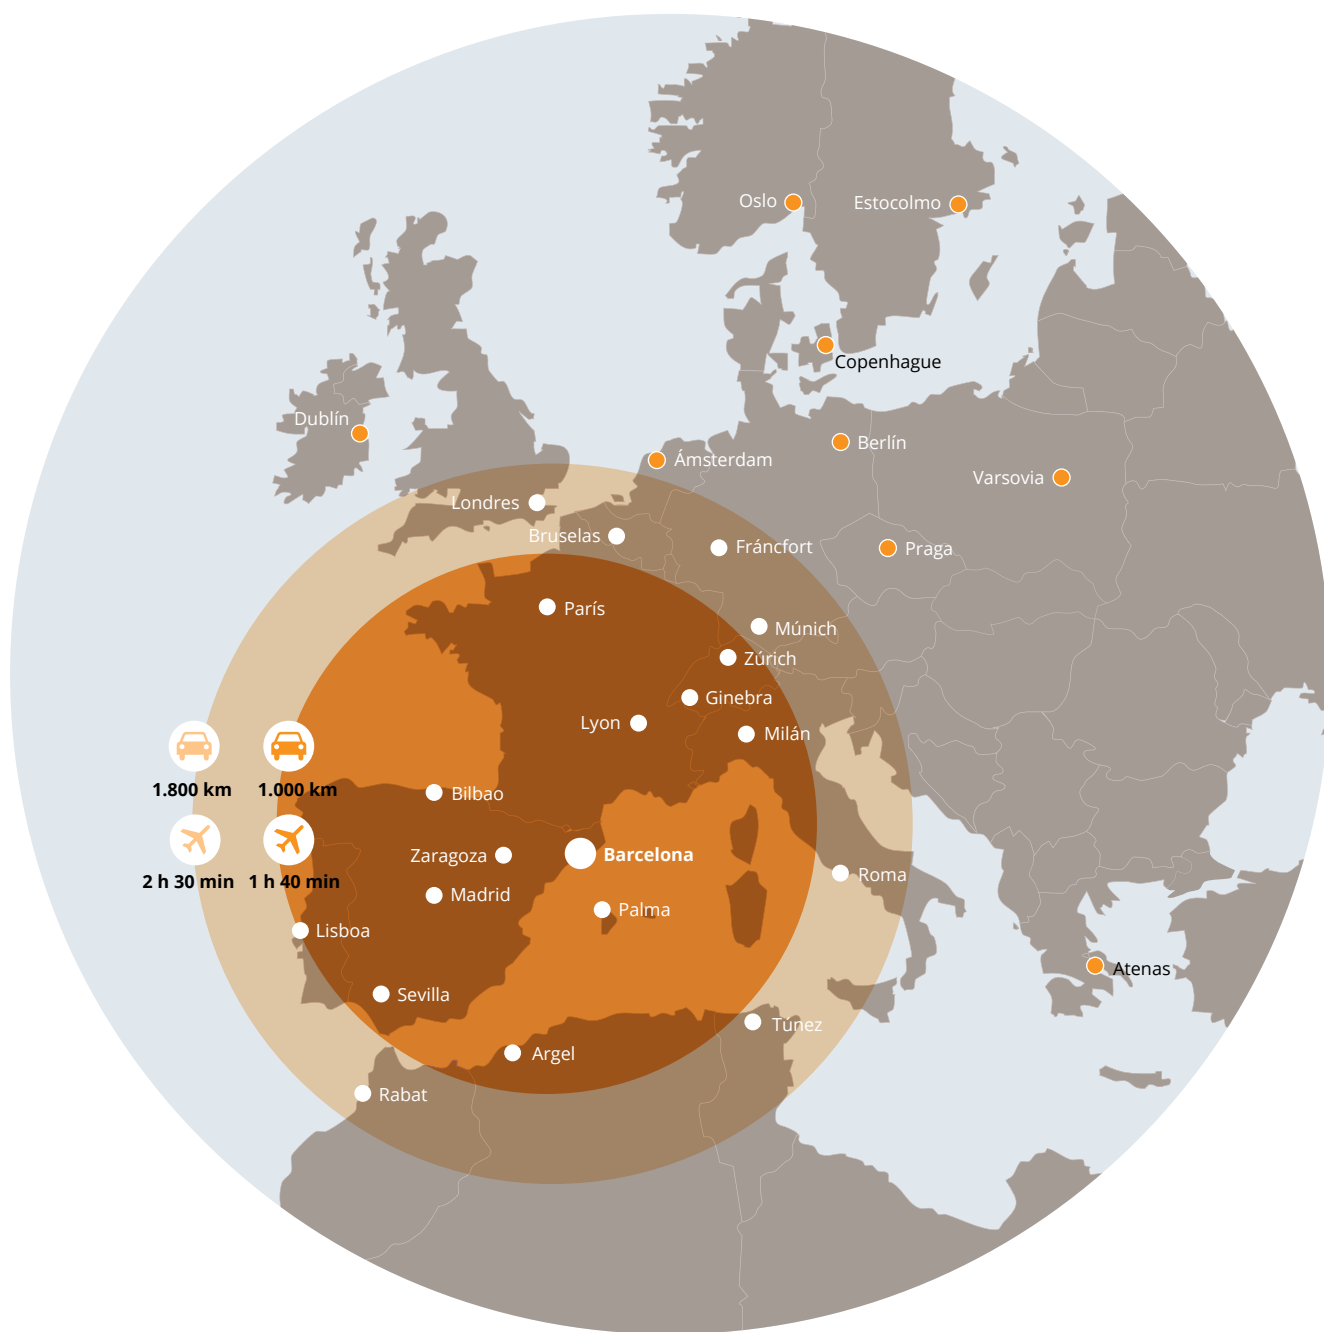 Oslo
Estocolmo
Copenhague
Dublín
Berlín
Ámsterdam
Varsovia
Londres
Bruselas
Fráncfort
Praga
París
Múnich
Zúrich
Ginebra
Lyon
Milán
1.800 km
1.000 km
Bilbao
Zaragoza
Barcelona
2 h 30 min
1 h 40 min
Roma
Madrid
Palma
Lisboa
Atenas
Sevilla
Túnez
Argel
Rabat